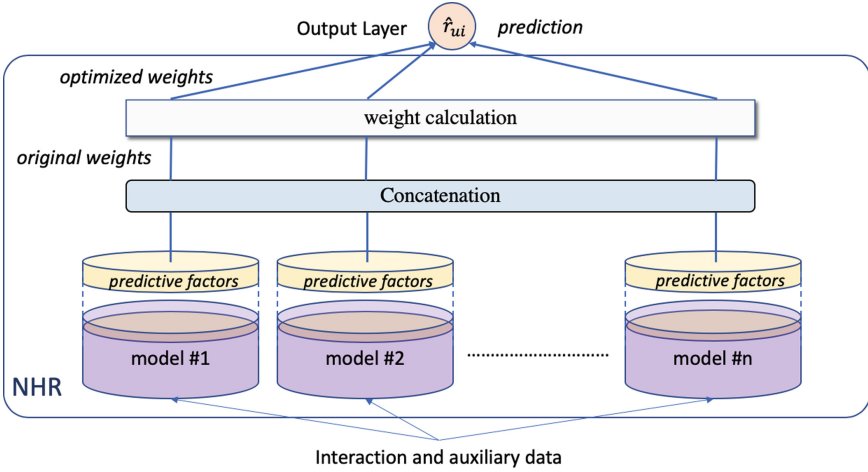 Output Layer
r̂ui
prediction
optimized weights
weight calculation
original weights
Concatenation
predictive factors
predictive factors
predictive factors
model #1
model #2
model #n
NHR
Interaction and auxiliary data